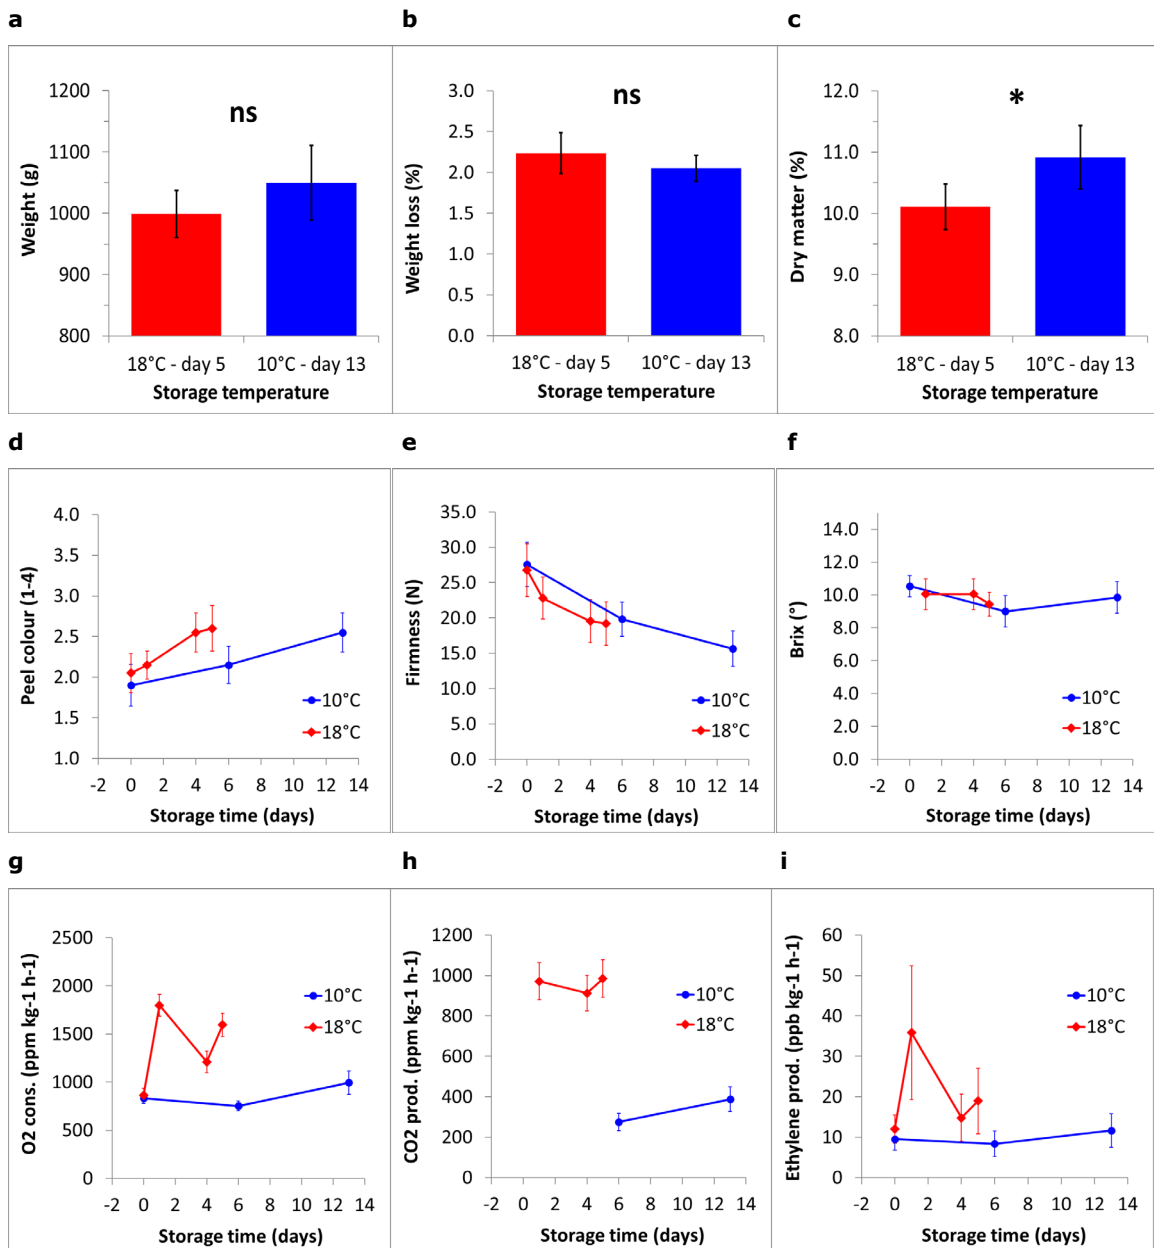 a
b
c
1200
1100
1000
900
800
Weight (g)
ns
18°C - day 5
10°C - day 13
Storage temperature
3.0
2.5
2.0
1.5
1.0
0.5
0.0
Weight loss (%)
ns
18°C - day 5
10°C - day 13
Storage temperature
12.0
11.0
10.0
9.0
8.0
Dry matter (%)
*
18°C - day 5
10°C - day 13
Storage temperature
d
e
f
4.0
3.5
3.0
2.5
2.0
1.5
1.0
Peel colour (1-4)
10°C
18°C
-2 0 2 4 6 8 10 12 14
Storage time (days)
35.0
30.0
25.0
20.0
15.0
10.0
5.0
0.0
Firmness (N)
10°C
18°C
-2 0 2 4 6 8 10 12 14
Storage time (days)
14.0
12.0
10.0
8.0
6.0
4.0
2.0
0.0
Brix (°)
10°C
18°C
-2 0 2 4 6 8 10 12 14
Storage time (days)
g
h
i
2500
2000
1500
1000
500
0
O2 cons. (ppm kg-1 h-1)
10°C
18°C
-2 0 2 4 6 8 10 12 14
Storage time (days)
1200
1000
800
600
400
200
0
CO2 prod. (ppm kg-1 h-1)
10°C
18°C
-2 0 2 4 6 8 10 12 14
Storage time (days)
60
50
40
30
20
10
0
Ethylene prod. (ppb kg-1 h-1)
10°C
18°C
-2 0 2 4 6 8 10 12 14
Storage time (days)